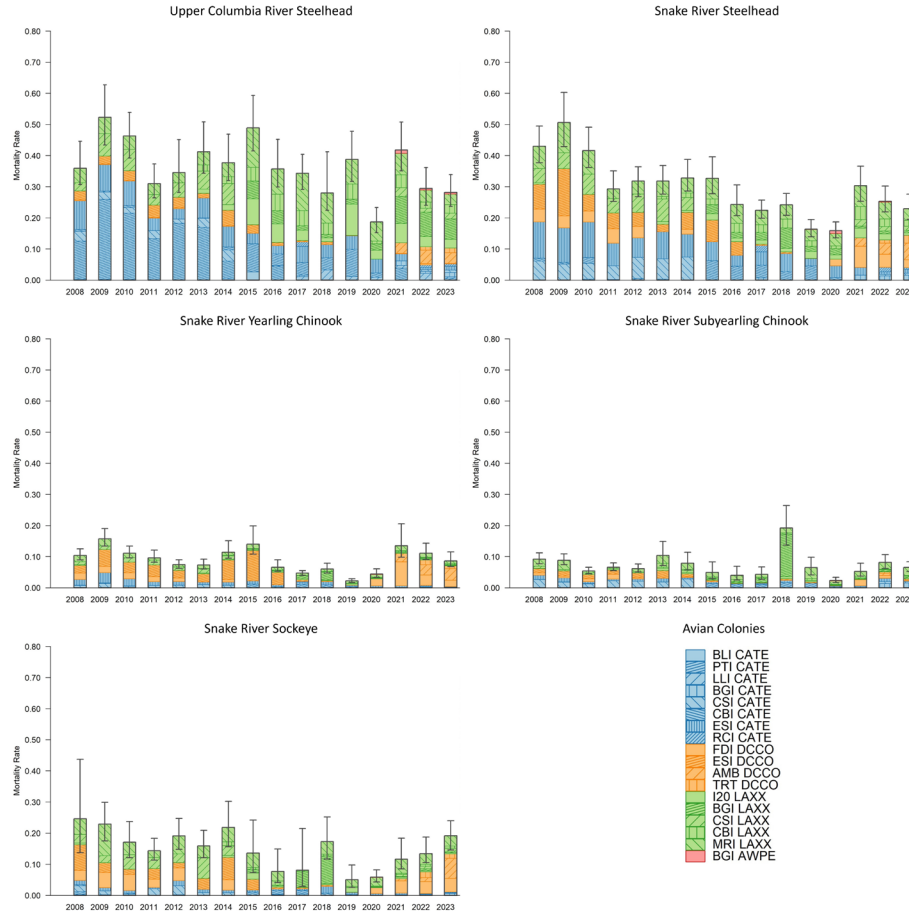 Upper Columbia River Steelhead
Snake River Steelhead
Mortality Rate
0.80
0.70
0.60
0.50
0.40
0.30
0.20
0.10
0.00
2008 2009 2010 2011 2012 2013 2014 2015 2016 2017 2018 2019 2020 2021 2022 2023
Mortality Rate
0.80
0.70
0.60
0.50
0.40
0.30
0.20
0.10
0.00
2008 2009 2010 2011 2012 2013 2014 2015 2016 2017 2018 2019 2020 2021 2022 202
Snake River Yearling Chinook
Snake River Subyearling Chinook
Mortality Rate
0.80
0.70
0.60
0.50
0.40
0.30
0.20
0.10
0.00
2008 2009 2010 2011 2012 2013 2014 2015 2016 2017 2018 2019 2020 2021 2022 2023
Mortality Rate
0.80
0.70
0.60
0.50
0.40
0.30
0.20
0.10
0.00
2008 2009 2010 2011 2012 2013 2014 2015 2016 2017 2018 2019 2020 2021 2022 202
Snake River Sockeye
Mortality Rate
0.80
0.70
0.60
0.50
0.40
0.30
0.20
0.10
0.00
2008 2009 2010 2011 2012 2013 2014 2015 2016 2017 2018 2019 2020 2021 2022 2023
Avian Colonies
BLI CATE
PTI CATE
LLI CATE
BGI CATE
CSI CATE
CBI CATE
ESI CATE
RCI CATE
FDI DCCO
ESI DCCO
AMB DCCO
TRT DCCO
I20 LAXX
BGI LAXX
CSI LAXX
CBI LAXX
MRI LAXX
BGI AWPE